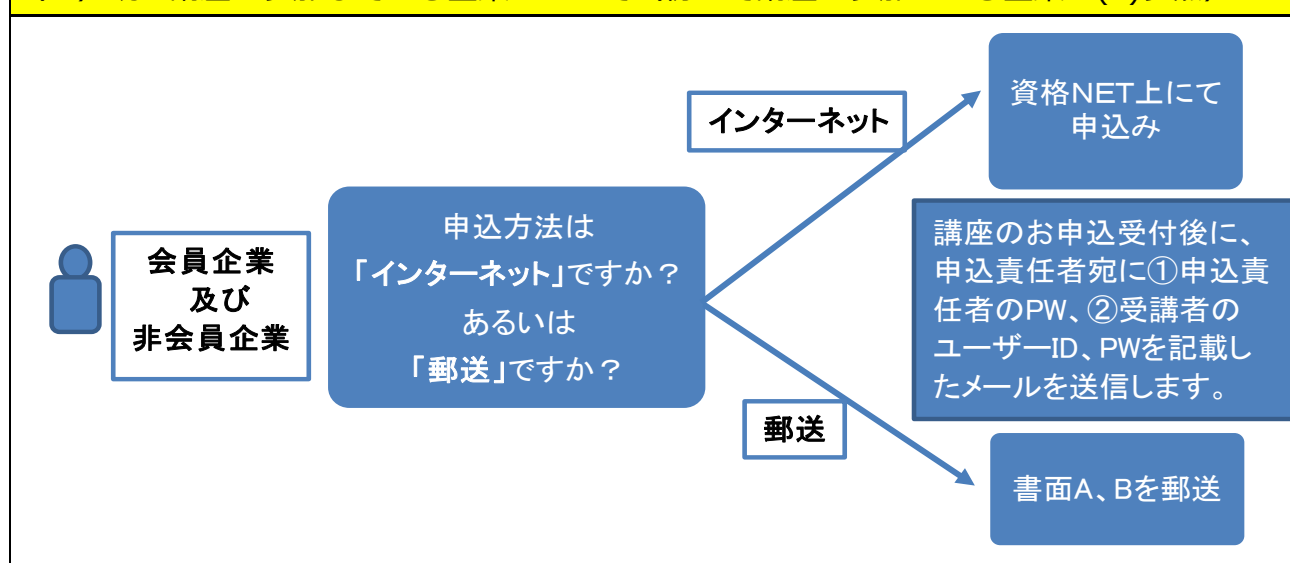 会員企業
及び
非会員企業
申込方法は
「インターネット」ですか？
あるいは
「郵送」ですか？
インターネット
資格NET上にて
申込み
講座のお申込受付後に、
申込責任者宛に①申込責
任者のPW、②受講者の
ユーザーID、PWを記載し
たメールを送信します。
郵送
書面A、Bを郵送